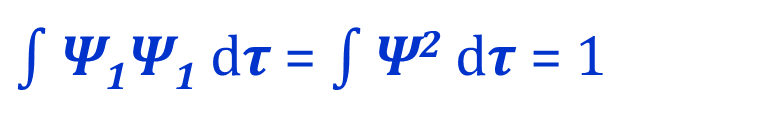 ∫ Ψ₁Ψ₁ dτ = ∫ Ψ² dτ = 1